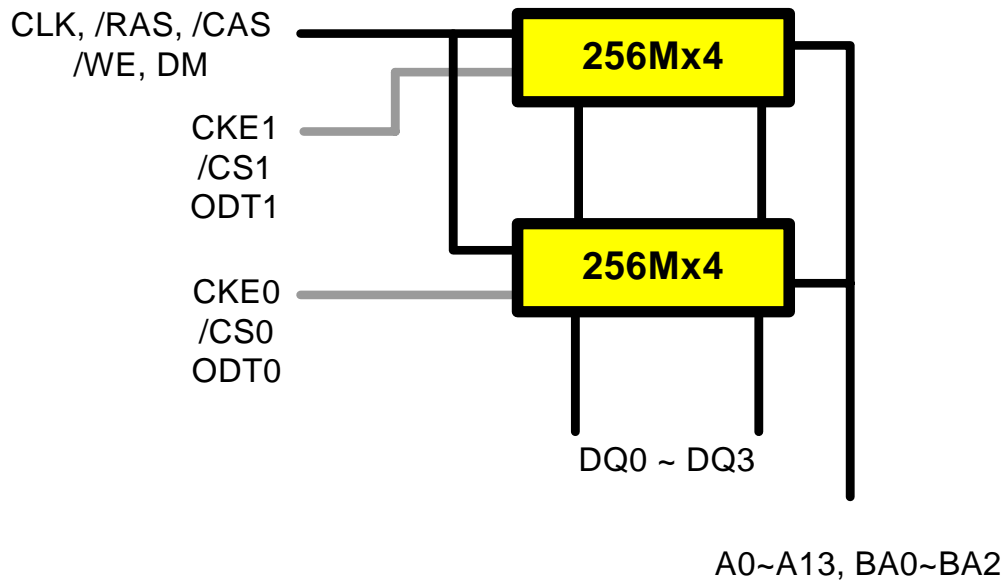 CLK, /RAS, /CAS
/WE, DM
256Mx4
CKE1
/CS1
ODT1
256Mx4
CKE0
/CS0
ODT0
DQ0 ~ DQ3
A0~A13, BA0~BA2